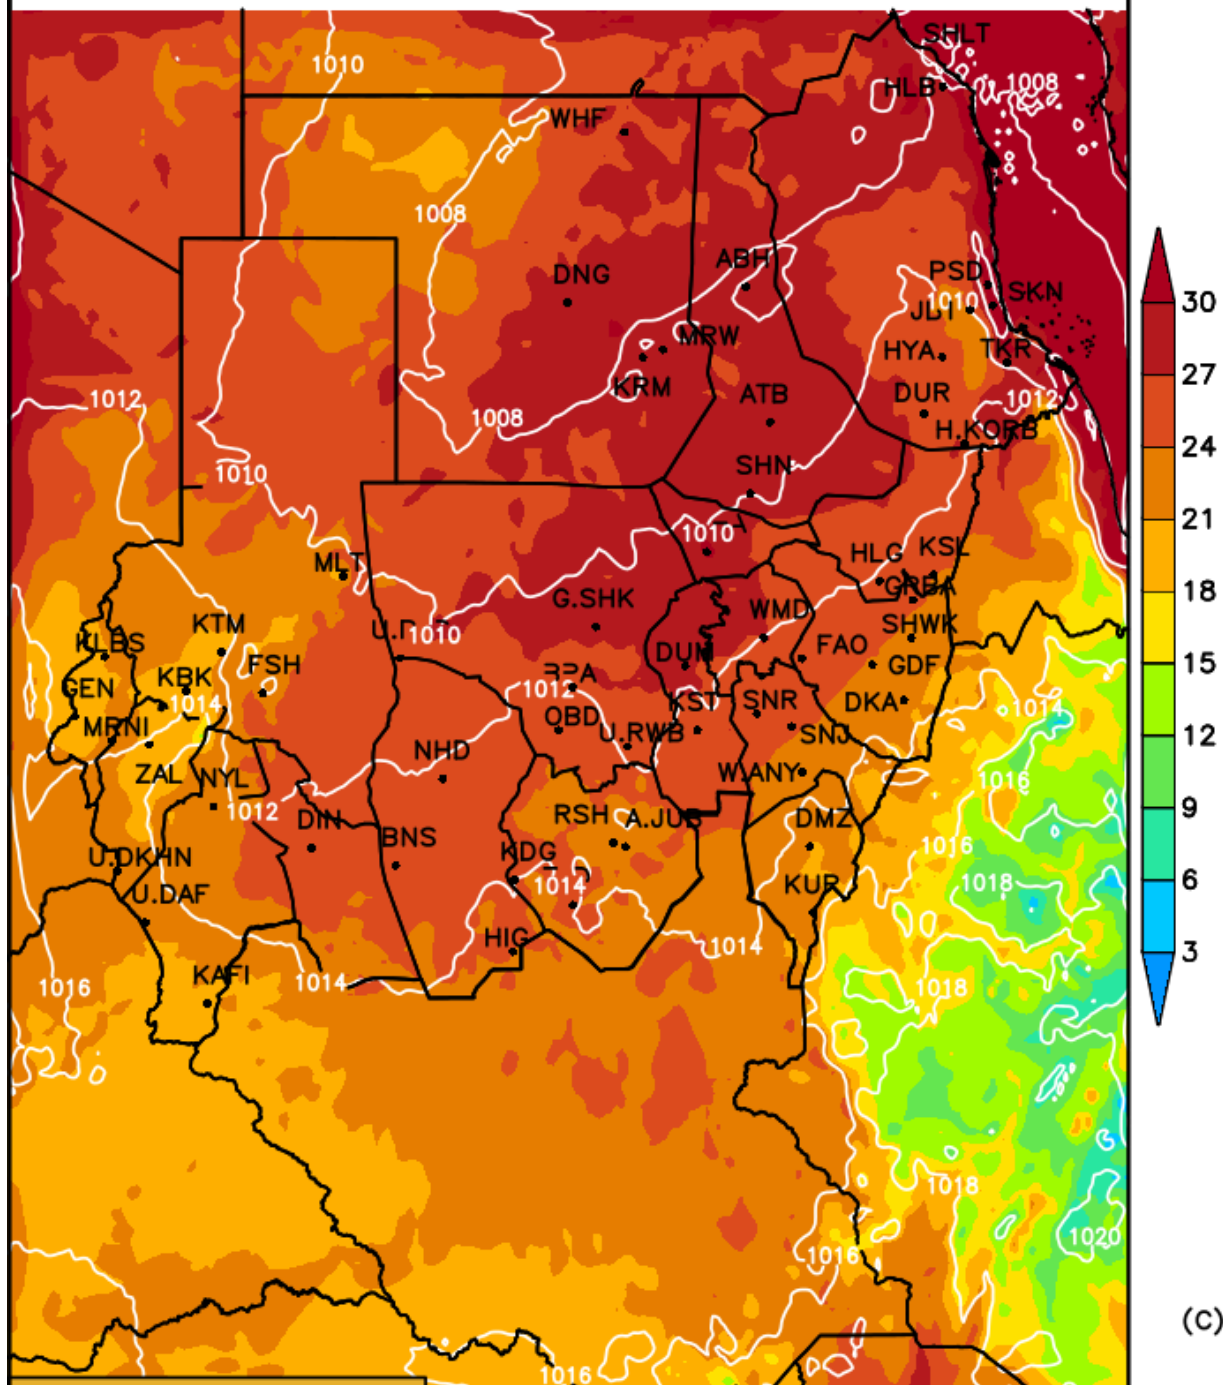 SHLT
1010
HLB
1008
WHF
1008
ABH
DNG
PSD
SKN
1010
30
MRW
HYA
TKR
27
KRM
ATB
DUR
1012
1012
1008
H.KORB
24
SHN
1010
1010
21
HLG
KSL
MLT
GRBA
18
G.SHK
WMD
KTM
SHWK
1010
KLBS
FAO
DUM
15
FSH
GDF
KBK
GEN
1012
KST
SNR
DKA
1014
1014
OBD
MRNI
U.RWB
SNJ
12
NHD
ZAL
NYL
W.ANY
1016
9
1012
RSH
A.JUB
DIN
DMZ
BNS
1016
KDG
U.DKHN
6
1014
KUR
1018
U.DAF
HIG
1014
3
KAFI
1014
1016
1018
1018
1020
1016
(C)
1016